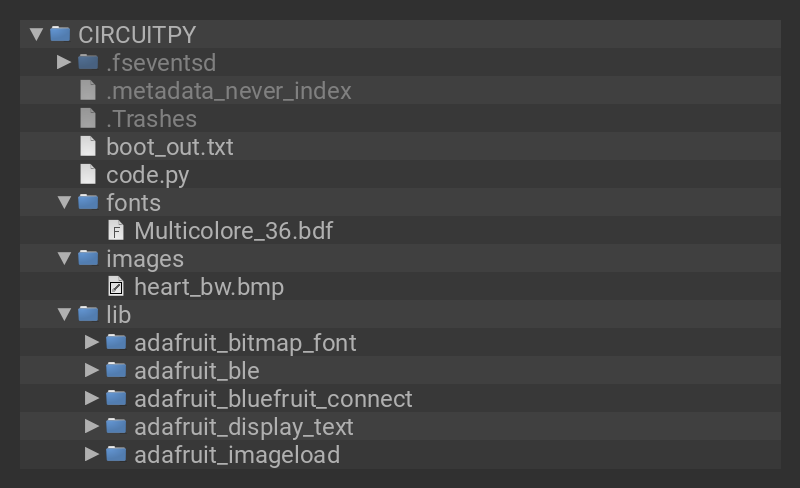 CIRCUITPY
.fseventsd
.metadata_never_index
.Trashes
boot_out.txt
code.py
fonts
Multicolore_36.bdf
images
heart_bw.bmp
lib
adafruit_bitmap_font
adafruit_ble
adafruit_bluefruit_connect
adafruit_display_text
adafruit_imageload